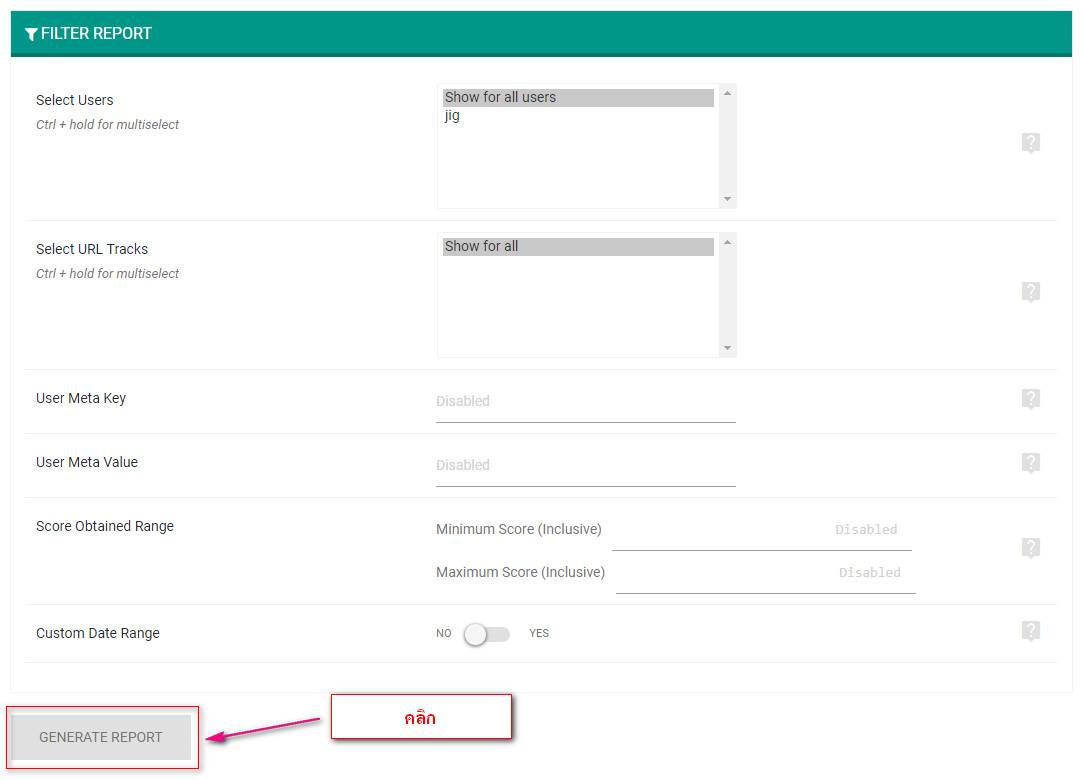 FILTER REPORT
Select Users
Ctrl + hold for multiselect
Show for all users
jig
Select URL Tracks
Ctrl + hold for multiselect
Show for all
User Meta Key
Disabled
User Meta Value
Disabled
Score Obtained Range
Minimum Score (Inclusive) Disabled
Maximum Score (Inclusive) Disabled
Custom Date Range
NO YES
GENERATE REPORT
คลิก